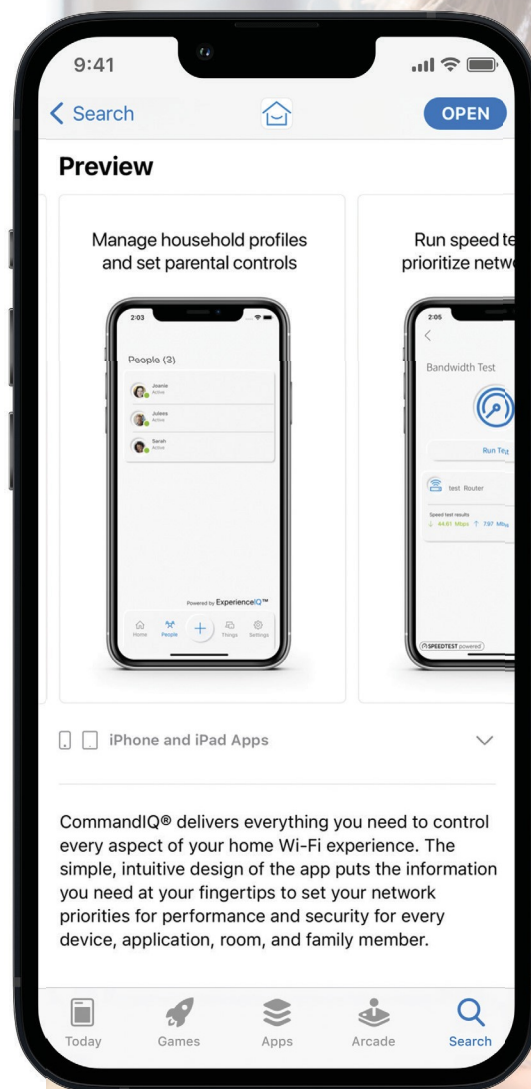 9:41
Search
OPEN
Preview
Manage household profiles
and set parental controls
2:03
People (3)
Joanie
Active
Julieea
Active
Sarah
Active
Powered by ExperienceIQ™
Home
People
Things
Settings
Run speed te
prioritize netw
2:05
Bandwidth Test
Run Tes
test Router
Speed test results
↓ 44.61 Mbps ↑ 7.97 Mbps
SPEEDTEST powered
iPhone and iPad Apps
CommandIQ® delivers everything you need to control
every aspect of your home Wi-Fi experience. The
simple, intuitive design of the app puts the information
you need at your fingertips to set your network
priorities for performance and security for every
device, application, room, and family member.
Today
Games
Apps
Arcade
Search